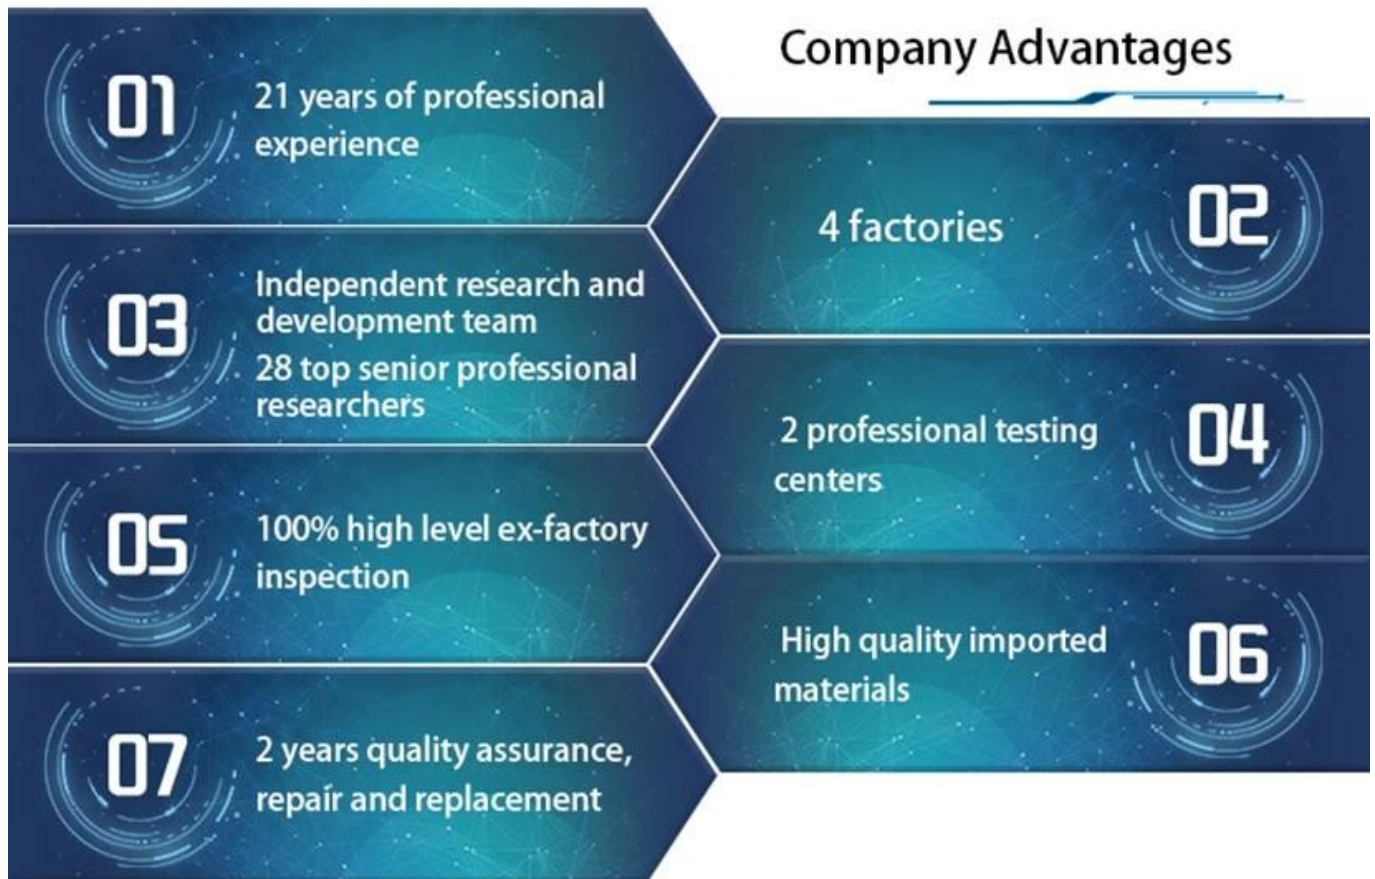 Company Advantages
01
21 years of professional
experience
02
4 factories
03
Independent research and
development team
28 top senior professional
researchers
04
2 professional testing
centers
05
100% high level ex-factory
inspection
06
High quality imported
materials
07
2 years quality assurance,
repair and replacement